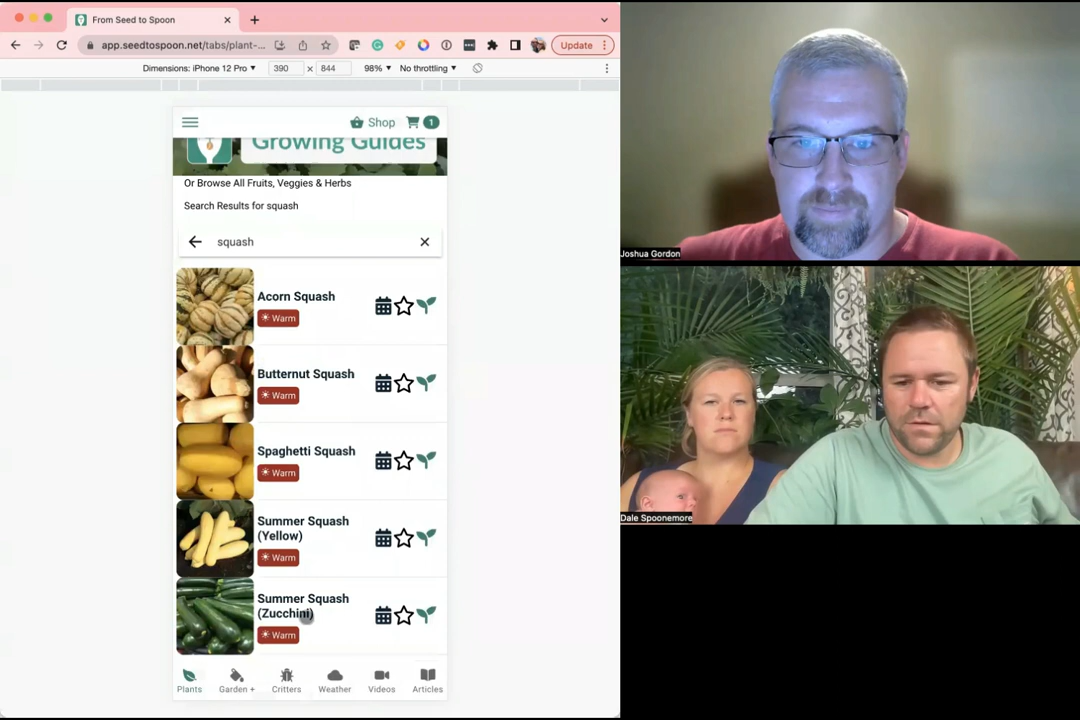 From Seed to Spoon
app.seedtospoon.net/tabs/plant-...
Update
Dimensions: iPhone 12 Pro
390 × 844
98%
No throttling
Shop
1
Growing Guides
Or Browse All Fruits, Veggies & Herbs
Search Results for squash
squash
Acorn Squash
Warm
Butternut Squash
Warm
Spaghetti Squash
Warm
Summer Squash
(Yellow)
Warm
Summer Squash
(Zucchini)
Warm
Plants
Garden +
Critters
Weather
Videos
Articles
Joshua Gordon
Dale Spoonemore